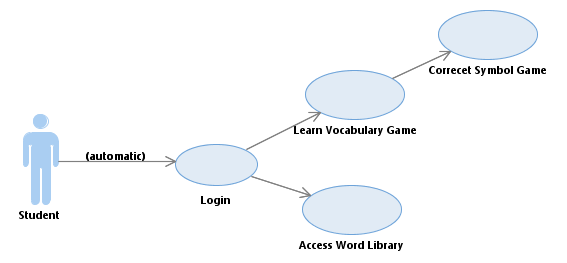 Correcet Symbol Game
Learn Vocabulary Game
(automatic)
Login
Student
Access Word Library